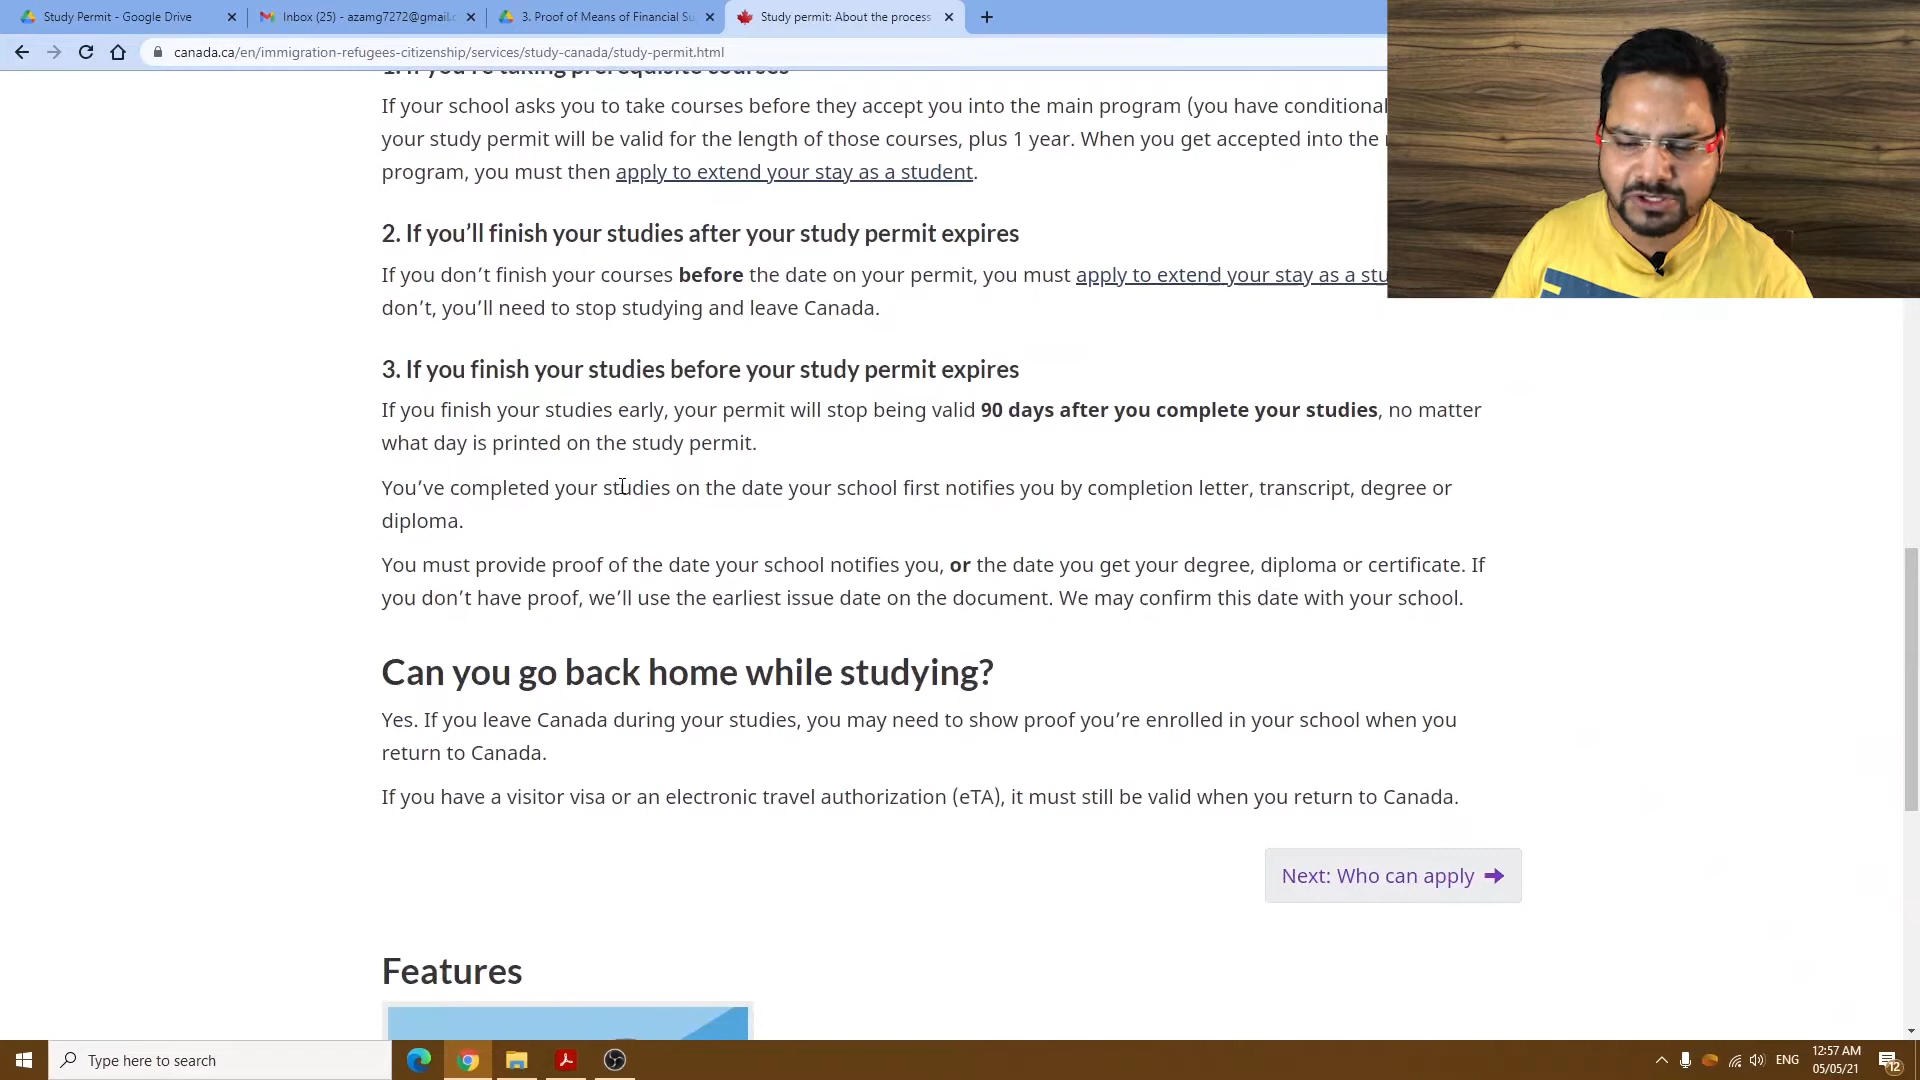 Study Permit - Google Drive
Inbox (25) - azamg7272@gmail.c
3. Proof of Means of Financial Su
Study permit: About the process
canada.ca/en/immigration-refugees-citizenship/services/study-canada/study-permit.html
1. If you're taking prerequisite courses
If your school asks you to take courses before they accept you into the main program (you have conditional
your study permit will be valid for the length of those courses, plus 1 year. When you get accepted into the
program, you must then apply to extend your stay as a student.
2. If you’ll finish your studies after your study permit expires
If you don’t finish your courses before the date on your permit, you must apply to extend your stay as a stu
don’t, you’ll need to stop studying and leave Canada.
3. If you finish your studies before your study permit expires
If you finish your studies early, your permit will stop being valid 90 days after you complete your studies, no matter
what day is printed on the study permit.
You’ve completed your studies on the date your school first notifies you by completion letter, transcript, degree or
diploma.
You must provide proof of the date your school notifies you, or the date you get your degree, diploma or certificate. If
you don’t have proof, we’ll use the earliest issue date on the document. We may confirm this date with your school.
Can you go back home while studying?
Yes. If you leave Canada during your studies, you may need to show proof you’re enrolled in your school when you
return to Canada.
If you have a visitor visa or an electronic travel authorization (eTA), it must still be valid when you return to Canada.
Next: Who can apply
Features
Type here to search
ENG
12:57 AM
05/05/21
12